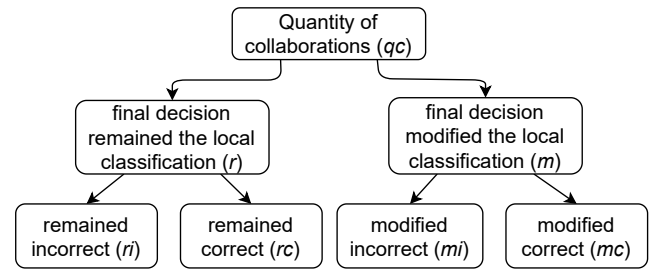 Quantity of
collaborations (qc)
final decision
remained the local
classification (r)
final decision
modified the local
classification (m)
remained
incorrect (ri)
remained
correct (rc)
modified
incorrect (mi)
modified
correct (mc)